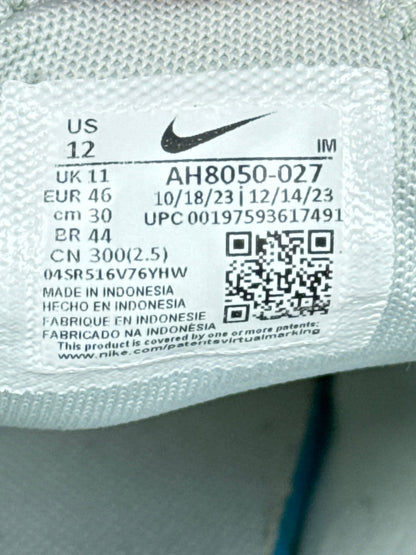 US
12
IM
UK 11
AH8050-027
EUR 46
10/18/23 | 12/14/23
cm 30
UPC 00197593617491
BR 44
CN 300(2.5)
04SR516V76YHW
MADE IN INDONESIA
HECHO EN INDONESIA
FABRIQUE EN INDONESIE
FABRICADO NA INDONÉSIA
This product is covered by one or more patents:
www.nike.com/patentsvirtualmarking